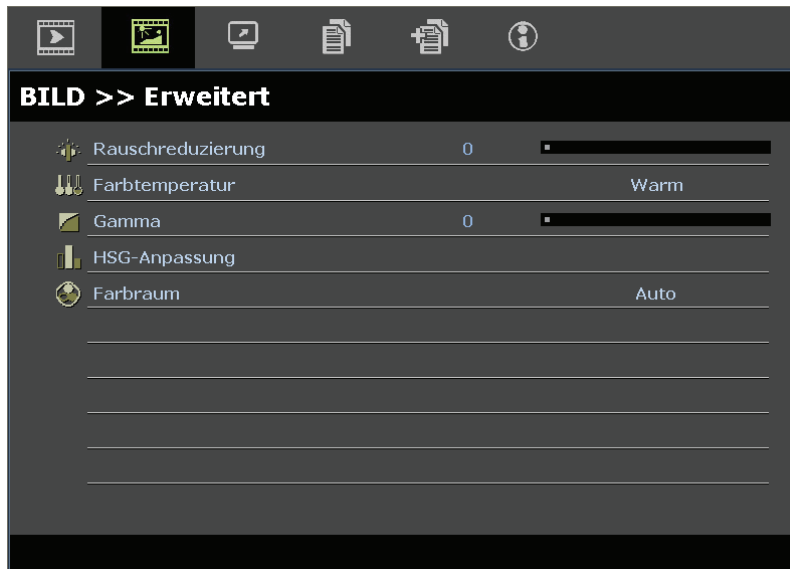 BILD >> Erweitert
Rauschreduzierung 0
Farbtemperatur Warm
Gamma 0
HSG-Anpassung
Farbraum Auto